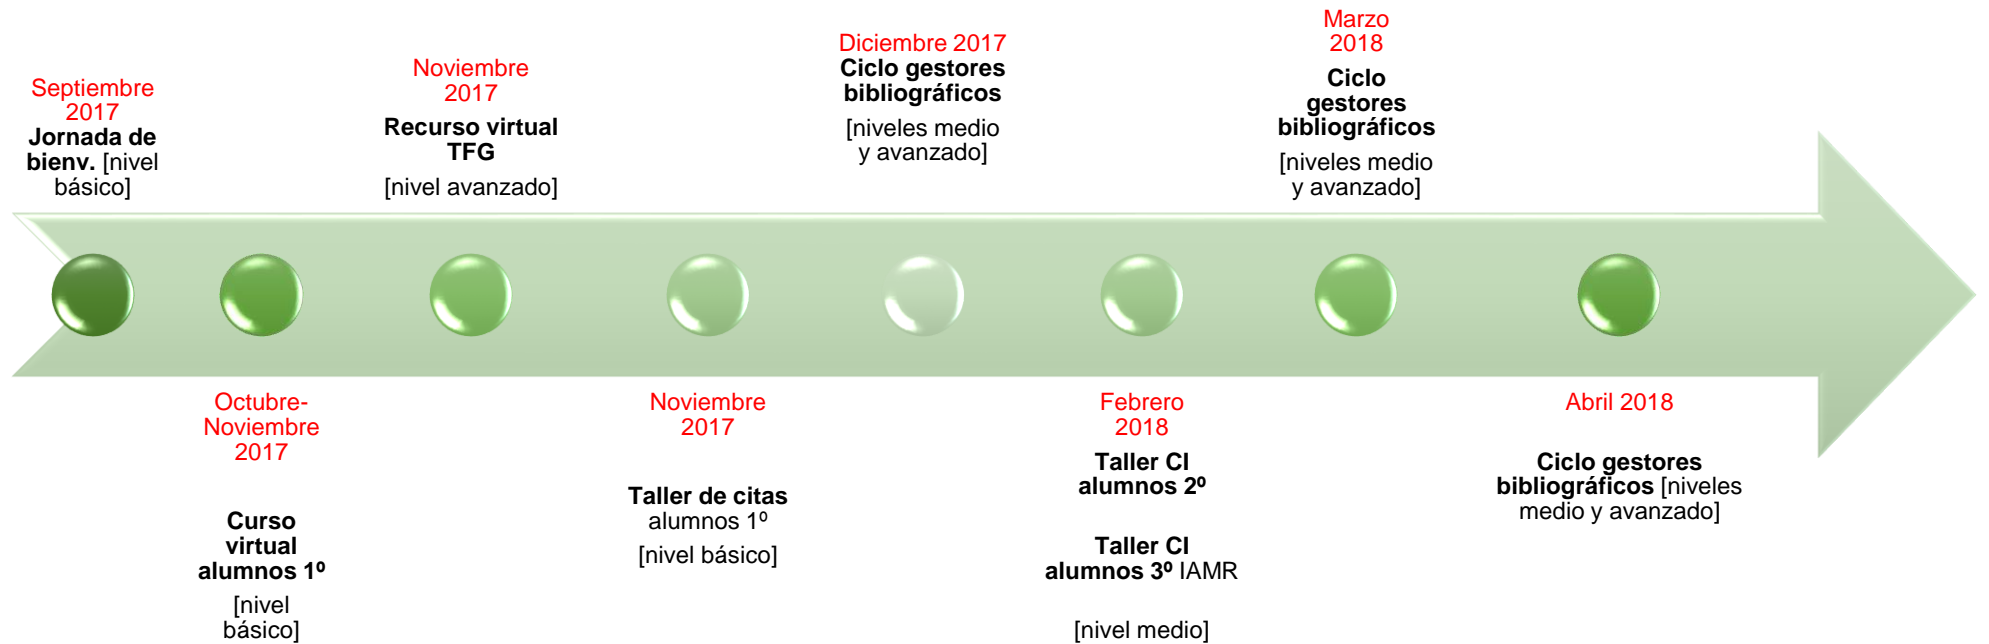 Septiembre
2017
Jornada de
bienv. [nivel
básico]
Octubre-
Noviembre
2017
Curso
virtual
alumnos 1º
[nivel
básico]
Noviembre
2017
Recurso virtual
TFG
[nivel avanzado]
Noviembre
2017
Taller de citas
alumnos 1º
[nivel básico]
Diciembre 2017
Ciclo gestores
bibliográficos
[niveles medio
y avanzado]
Febrero
2018
Taller CI
alumnos 2º
Taller CI
alumnos 3º IAMR
[nivel medio]
Marzo
2018
Ciclo
gestores
bibliográficos
[niveles medio
y avanzado]
Abril 2018
Ciclo gestores
bibliográficos [niveles
medio y avanzado]